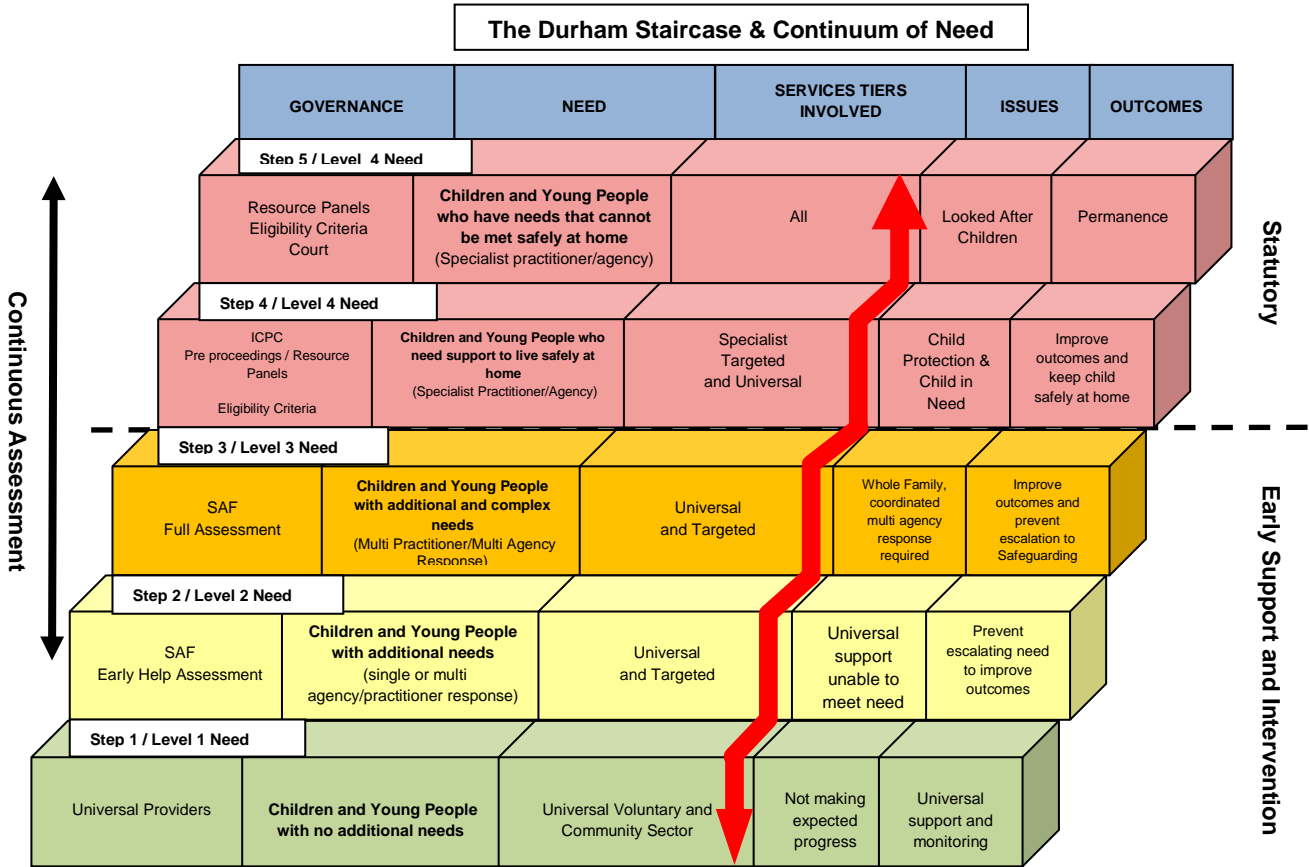 The Durham Staircase & Continuum of Need
GOVERNANCE
NEED
SERVICES TIERS
INVOLVED
ISSUES
OUTCOMES
Step 5 / Level 4 Need
Resource Panels
Eligibility Criteria
Court
Children and Young People
who have needs that cannot
be met safely at home
(Specialist practitioner/agency)
All
Looked After
Children
Permanence
Step 4 / Level 4 Need
ICPC
Pre proceedings / Resource
Panels
Eligibility Criteria
Children and Young People who
need support to live safely at
home
(Specialist Practitioner/Agency)
Specialist
Targeted
and Universal
Child
Protection &
Child in
Need
Improve
outcomes and
keep child
safely at home
Step 3 / Level 3 Need
SAF
Full Assessment
Children and Young People
with additional and complex
needs
(Multi Practitioner/Multi Agency
Response)
Universal
and Targeted
Whole Family,
coordinated
multi agency
response
required
Improve
outcomes and
prevent
escalation to
Safeguarding
Step 2 / Level 2 Need
SAF
Early Help Assessment
Children and Young People
with additional needs
(single or multi
agency/practitioner response)
Universal
and Targeted
Universal
support
unable to
meet need
Prevent
escalating need
to improve
outcomes
Step 1 / Level 1 Need
Universal Providers
Children and Young People
with no additional needs
Universal Voluntary and
Community Sector
Not making
expected
progress
Universal
support and
monitoring
Continuous Assessment
Statutory
Early Support and Intervention